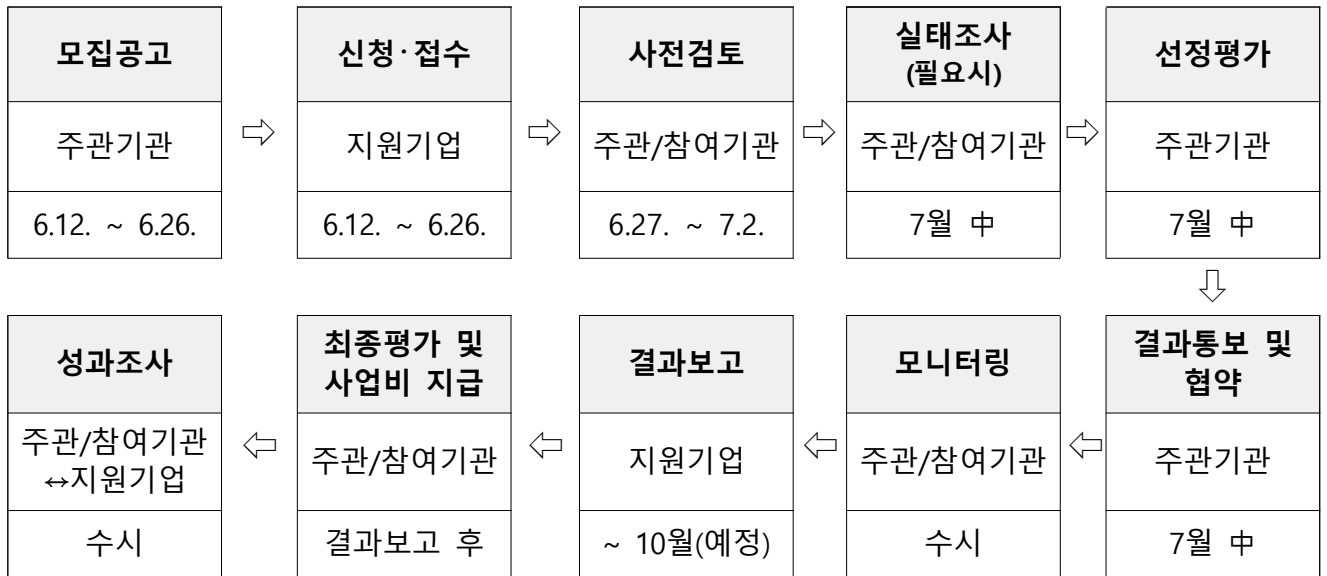 모집공고
주관기관
6.12. ~ 6.26.
⇨
신청·접수
지원기업
6.12. ~ 6.26.
⇨
사전검토
주관/참여기관
6.27. ~ 7.2.
⇨
실태조사
(필요시)
주관/참여기관
7월 中
⇨
선정평가
주관기관
7월 中
⇩
결과통보 및
협약
주관기관
7월 中
⇦
모니터링
주관/참여기관
수시
⇦
결과보고
지원기업
~ 10월(예정)
⇦
최종평가 및
사업비 지급
주관/참여기관
결과보고 후
⇦
성과조사
주관/참여기관
↔지원기업
수시